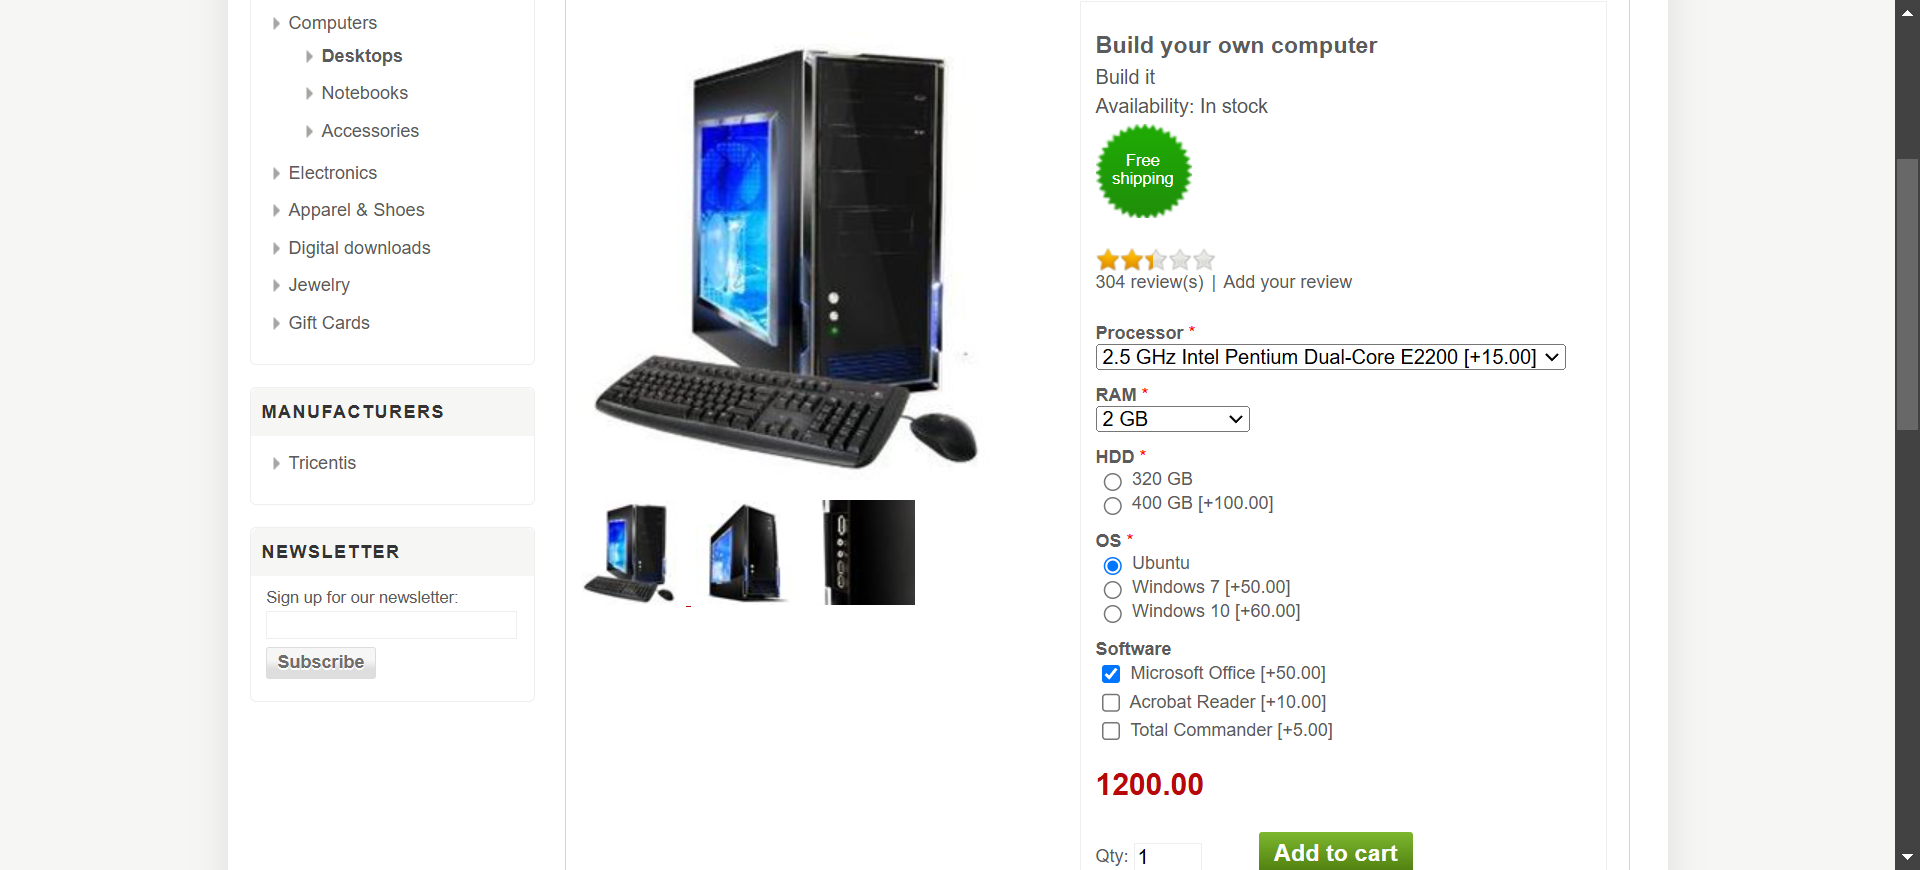 Computers
Desktops
Notebooks
Accessories
Electronics
Apparel & Shoes
Digital downloads
Jewelry
Gift Cards
MANUFACTURERS
Tricentis
NEWSLETTER
Sign up for our newsletter:
Subscribe
Build your own computer
Build it
Availability: In stock
Free
shipping
304 review(s) | Add your review
Processor *
2.5 GHz Intel Pentium Dual-Core E2200 [+15.00]
RAM *
2 GB
HDD *
320 GB
400 GB [+100.00]
OS *
Ubuntu
Windows 7 [+50.00]
Windows 10 [+60.00]
Software
Microsoft Office [+50.00]
Acrobat Reader [+10.00]
Total Commander [+5.00]
1200.00
Qty: 1
Add to cart